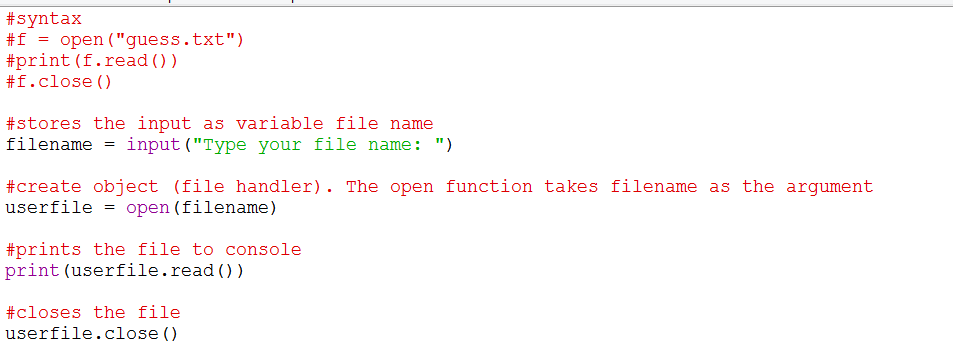 #syntax
#f = open("guess.txt")
#print(f.read())
#f.close()
#stores the input as variable file name
filename = input("Type your file name: ")
#create object (file handler). The open function takes filename as the argument
userfile = open(filename)
#prints the file to console
print(userfile.read())
#closes the file
userfile.close()